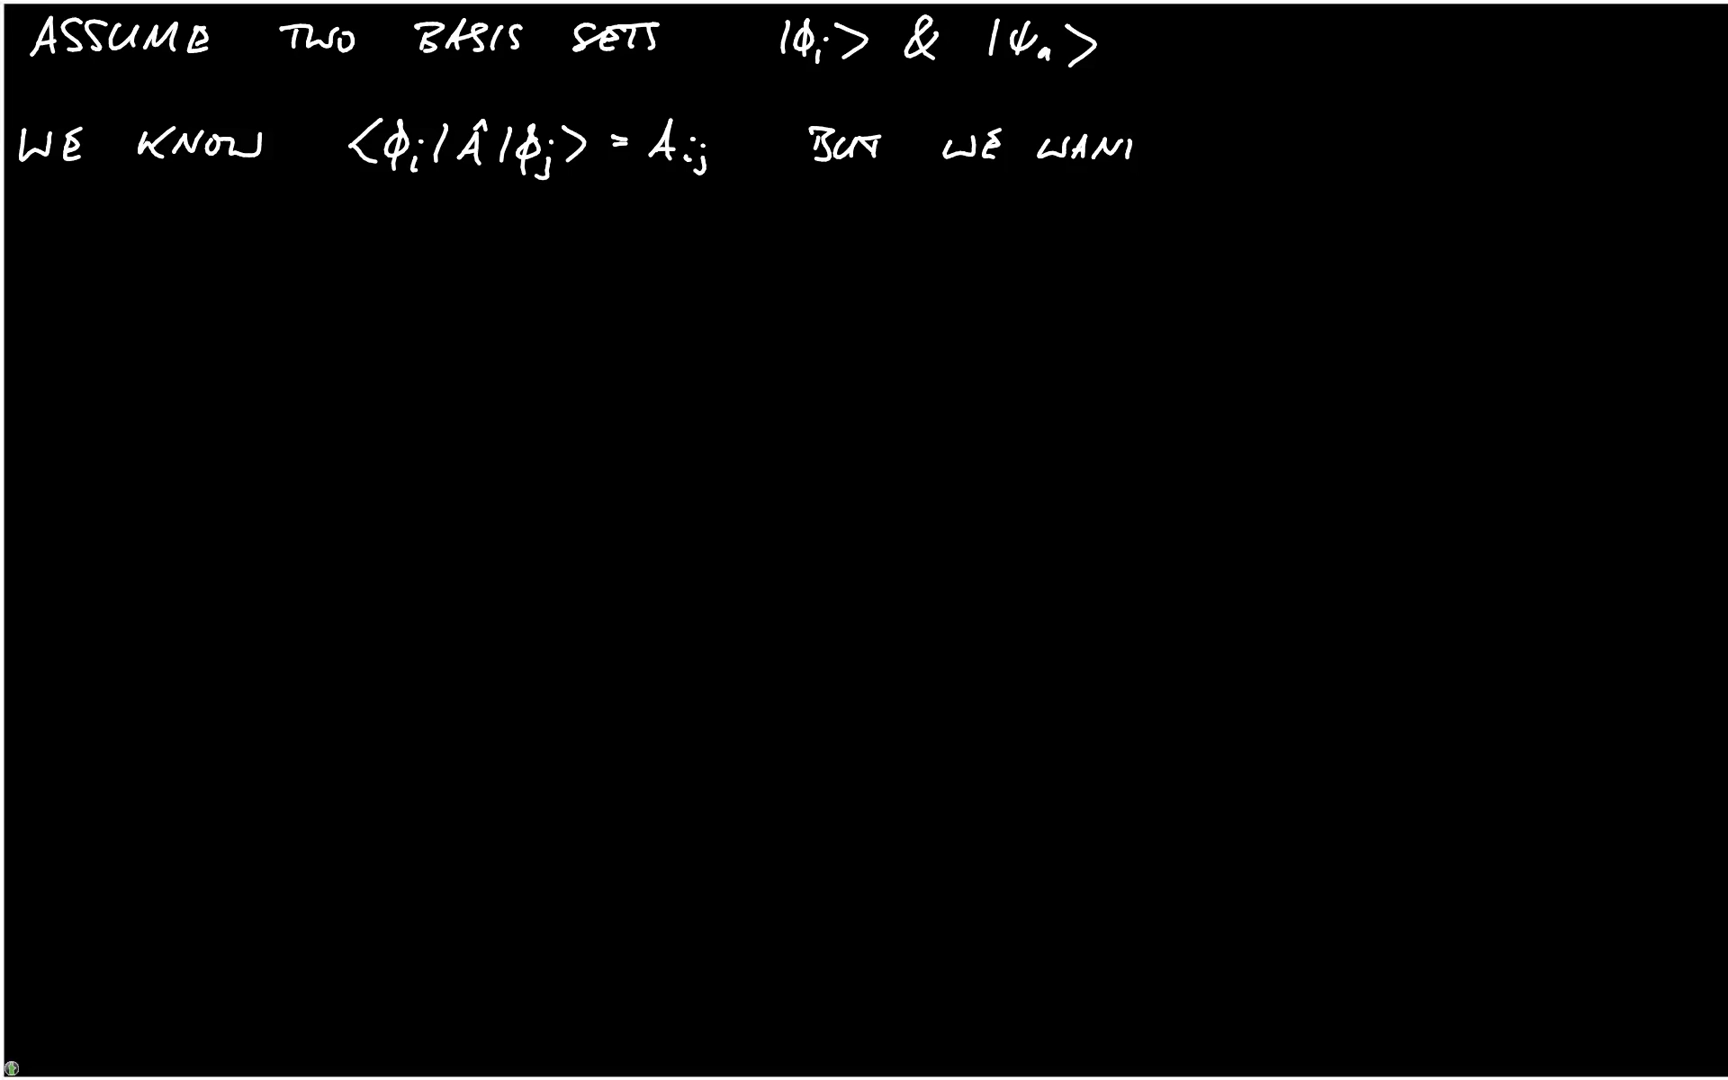 ASSUME TWO BASIS SETS |ϕᵢ> & |ψₐ>
WE KNOW <ϕᵢ|Â|ϕⱼ> = Aᵢⱼ BUT WE WANT